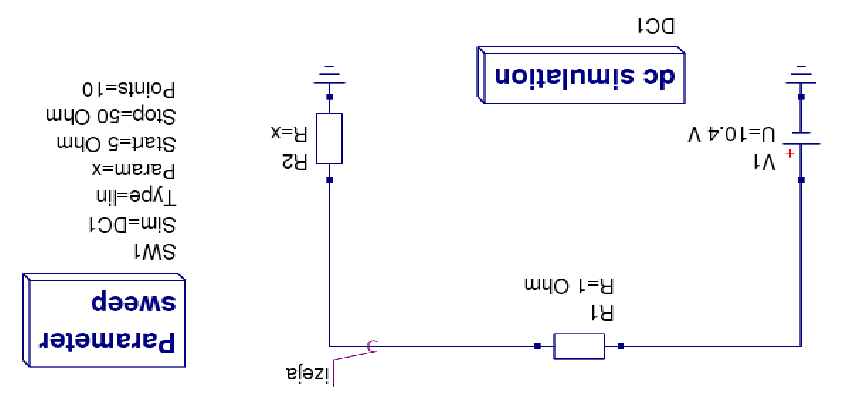 dc simulation
DC1
V1
U=10.4 V
+
R1
R=1 Ohm
R2
R=x
izeja
Parameter
sweep
SW1
Sim=DC1
Type=lin
Param=x
Start=5 Ohm
Stop=50 Ohm
Points=10